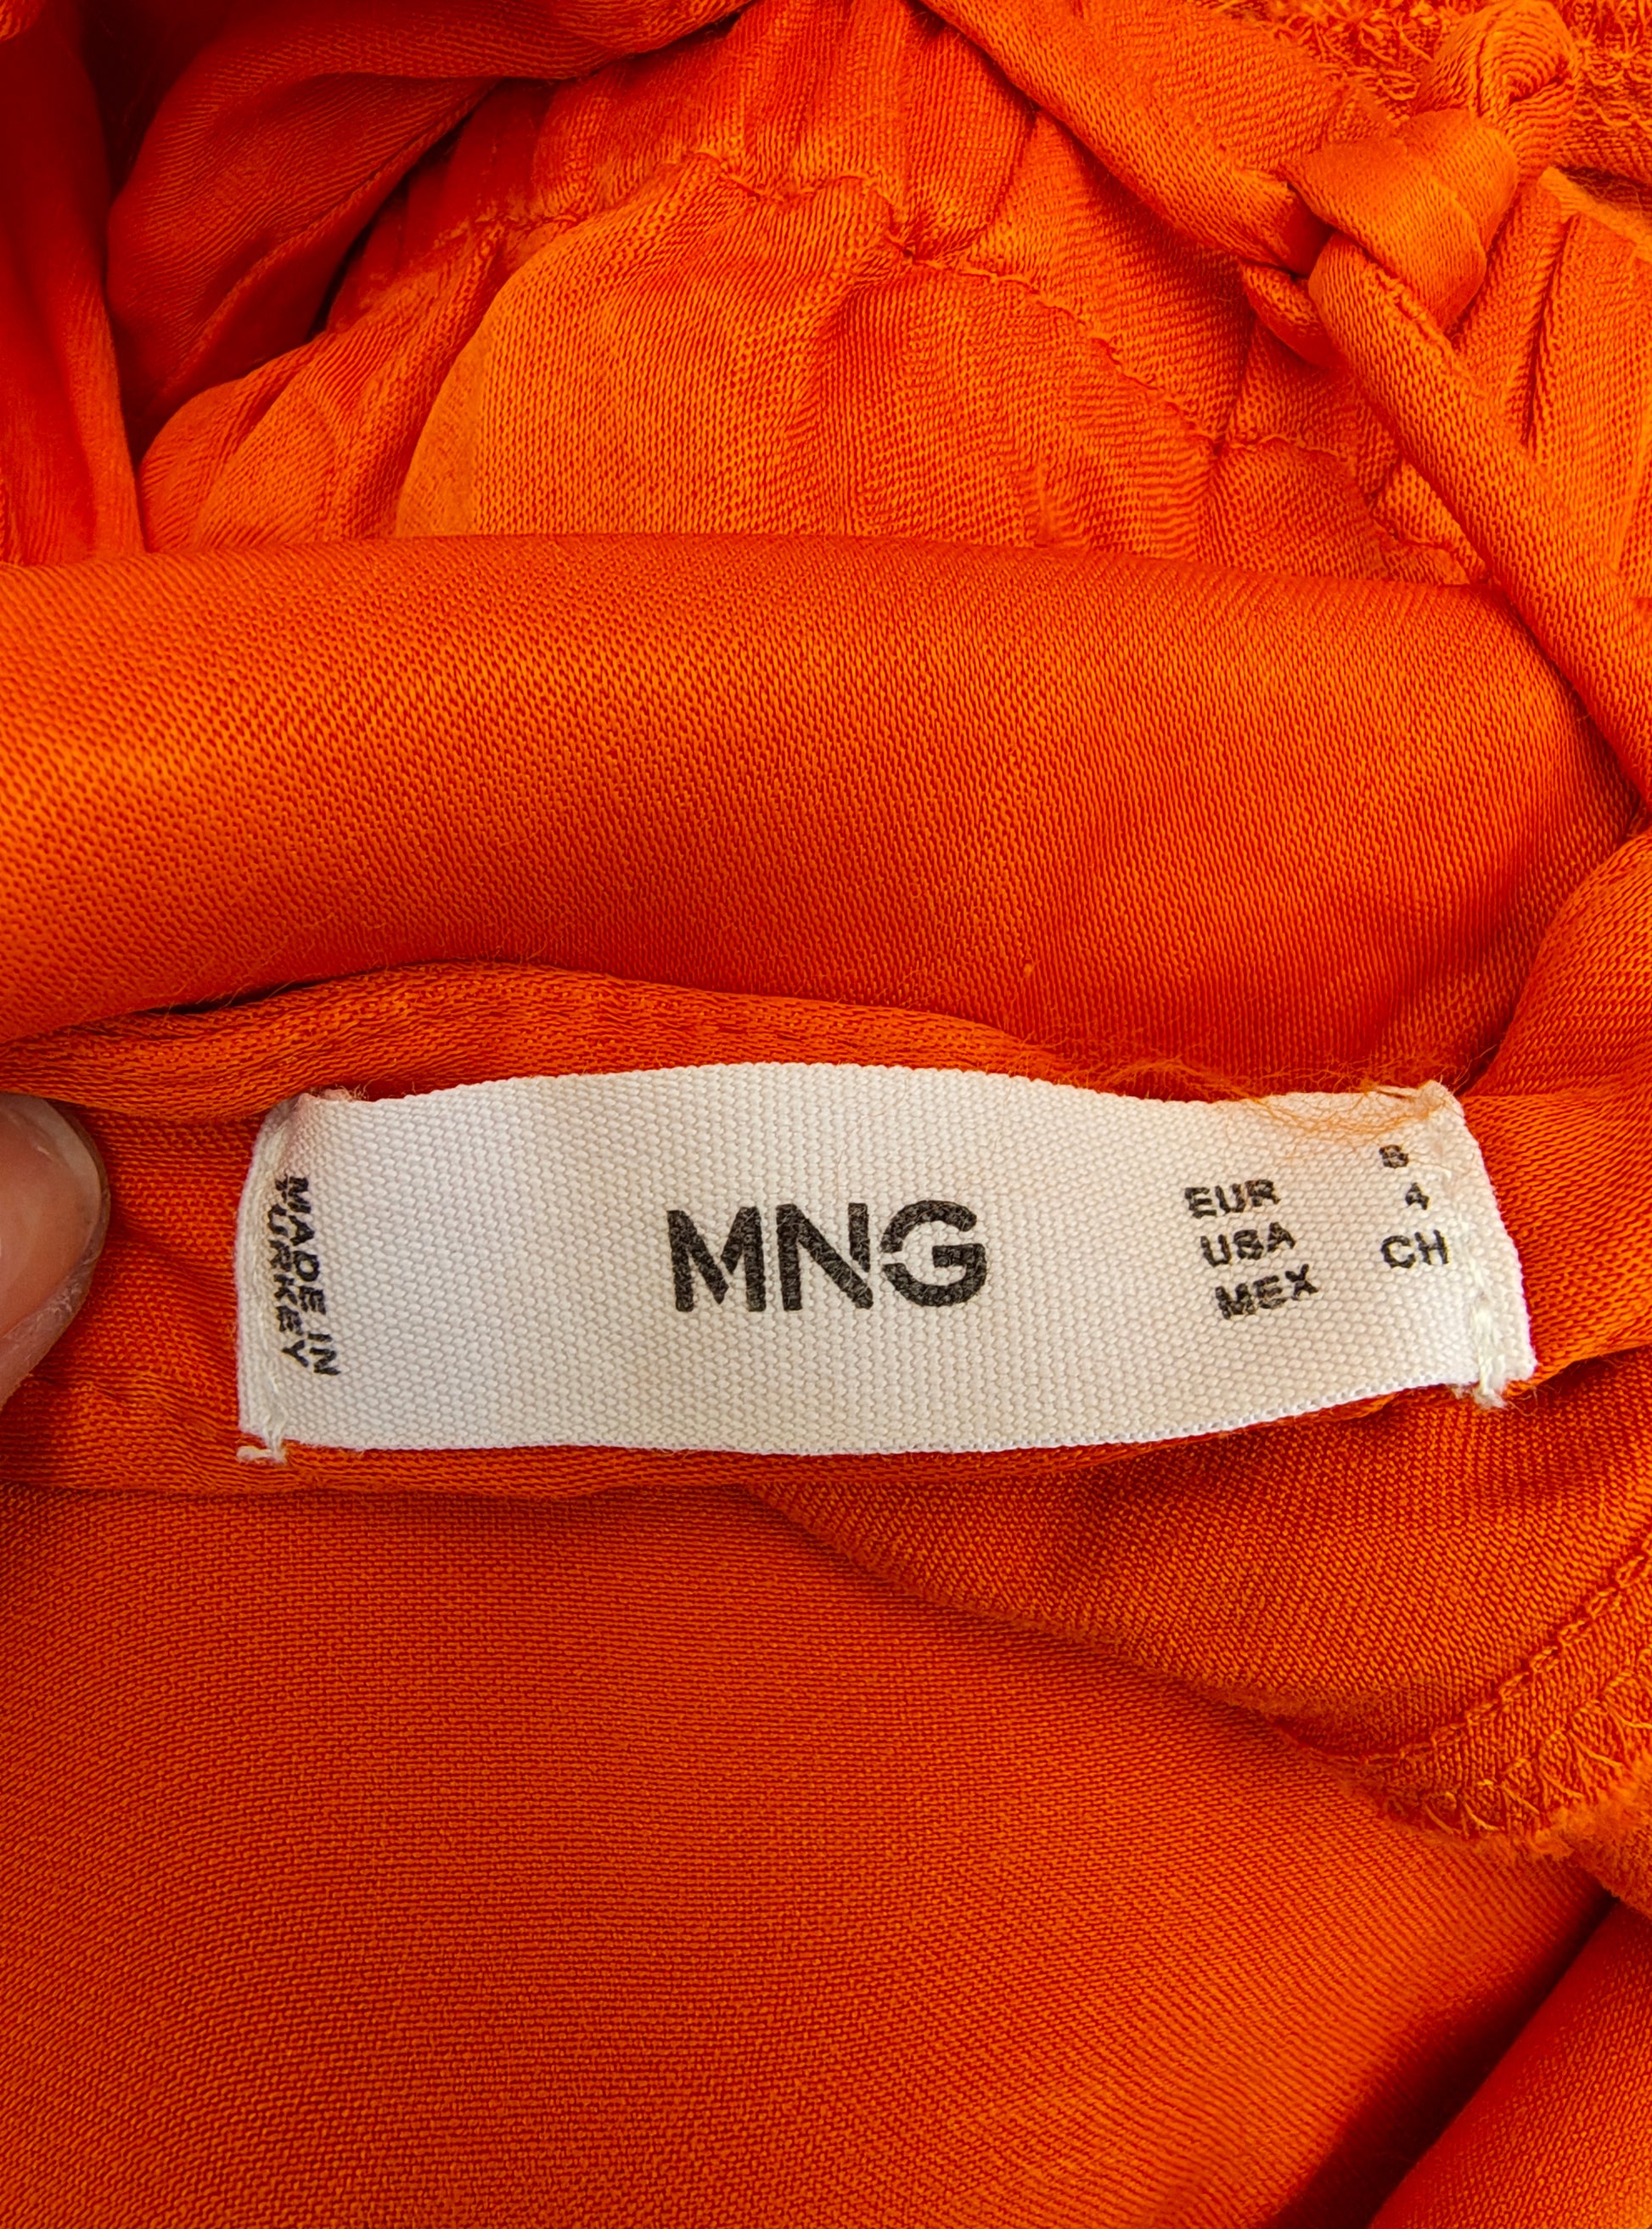 MADE IN
TURKEY
MNG
EUR
USA 4
MEX CH